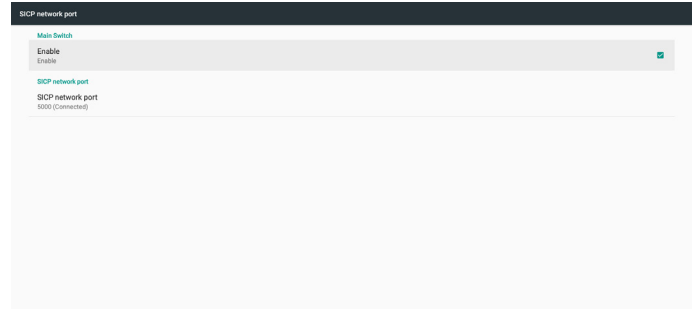 SICP network port
Main Switch
Enable
Enable
SICP network port
SICP network port
5000 (Connected)